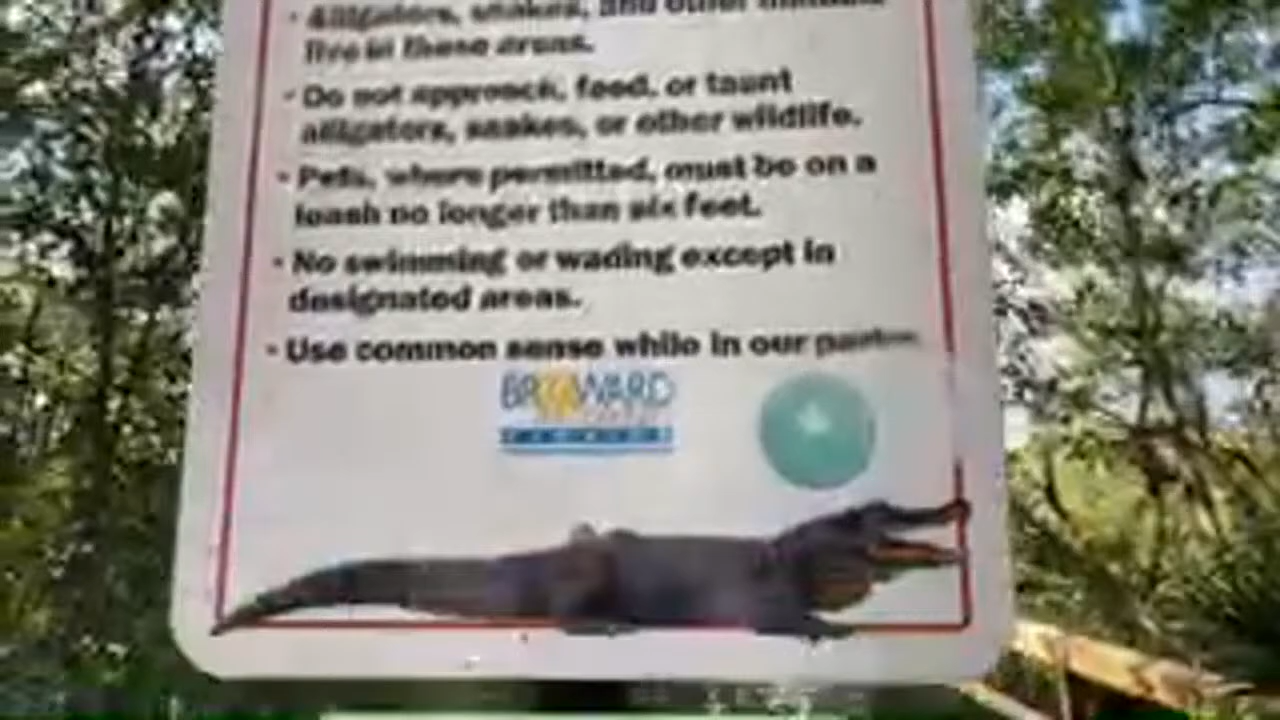 · Alligators, snakes, and other animals
live in these areas.
· Do not approach, feed, or taunt
alligators, snakes, or other wildlife.
· Pets, where permitted, must be on a
leash no longer than six feet.
· No swimming or wading except in
designated areas.
· Use common sense while in our
BROWARD